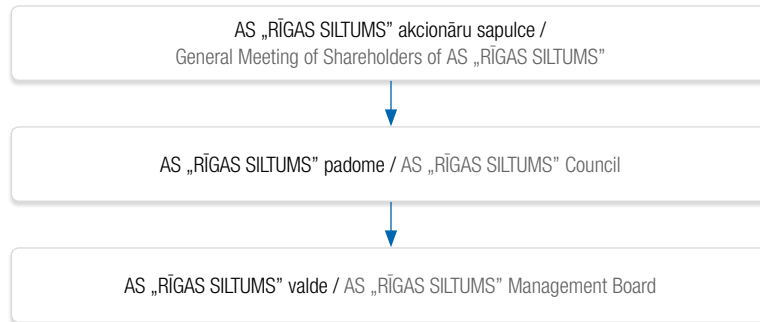 AS „RĪGAS SILTUMS” akcionāru sapulce /
General Meeting of Shareholders of AS „RĪGAS SILTUMS”
AS „RĪGAS SILTUMS” padome / AS „RĪGAS SILTUMS” Council
AS „RĪGAS SILTUMS” valde / AS „RĪGAS SILTUMS” Management Board